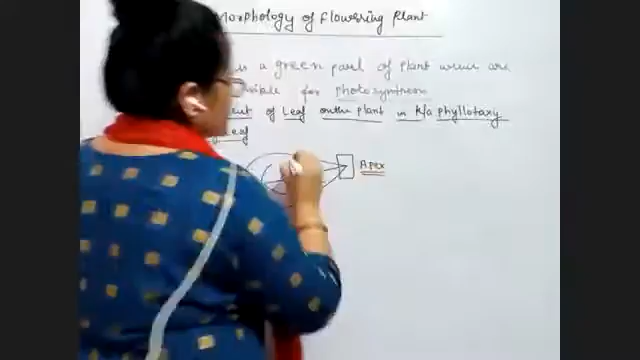 Morphology of Flowering Plant
is a green part of Plant which are
for photosynthesis
of Leaf on the Plant in K/a phyllotaxy
Leaf
Apex